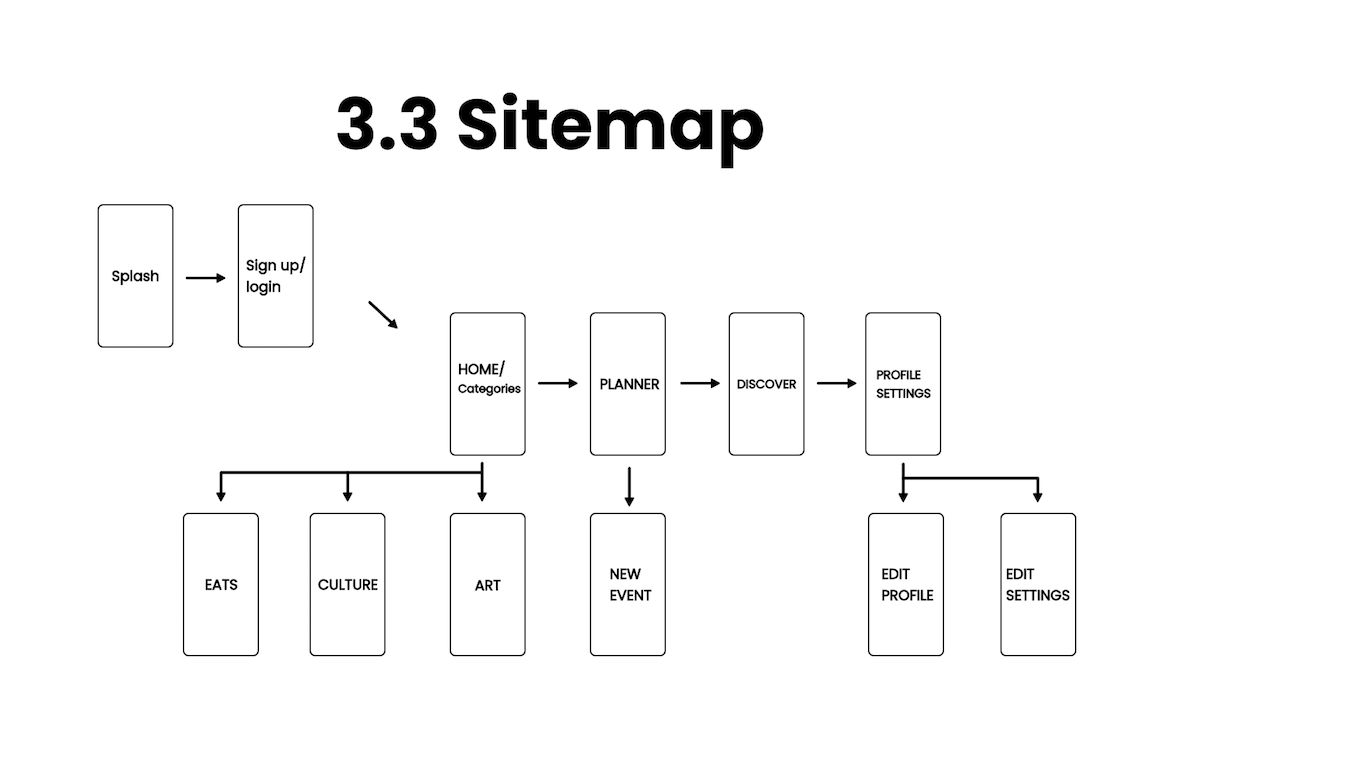 3.3 Sitemap
Splash
Sign up/
login
HOME/
Categories
PLANNER
DISCOVER
PROFILE
SETTINGS
EATS
CULTURE
ART
NEW
EVENT
EDIT
PROFILE
EDIT
SETTINGS